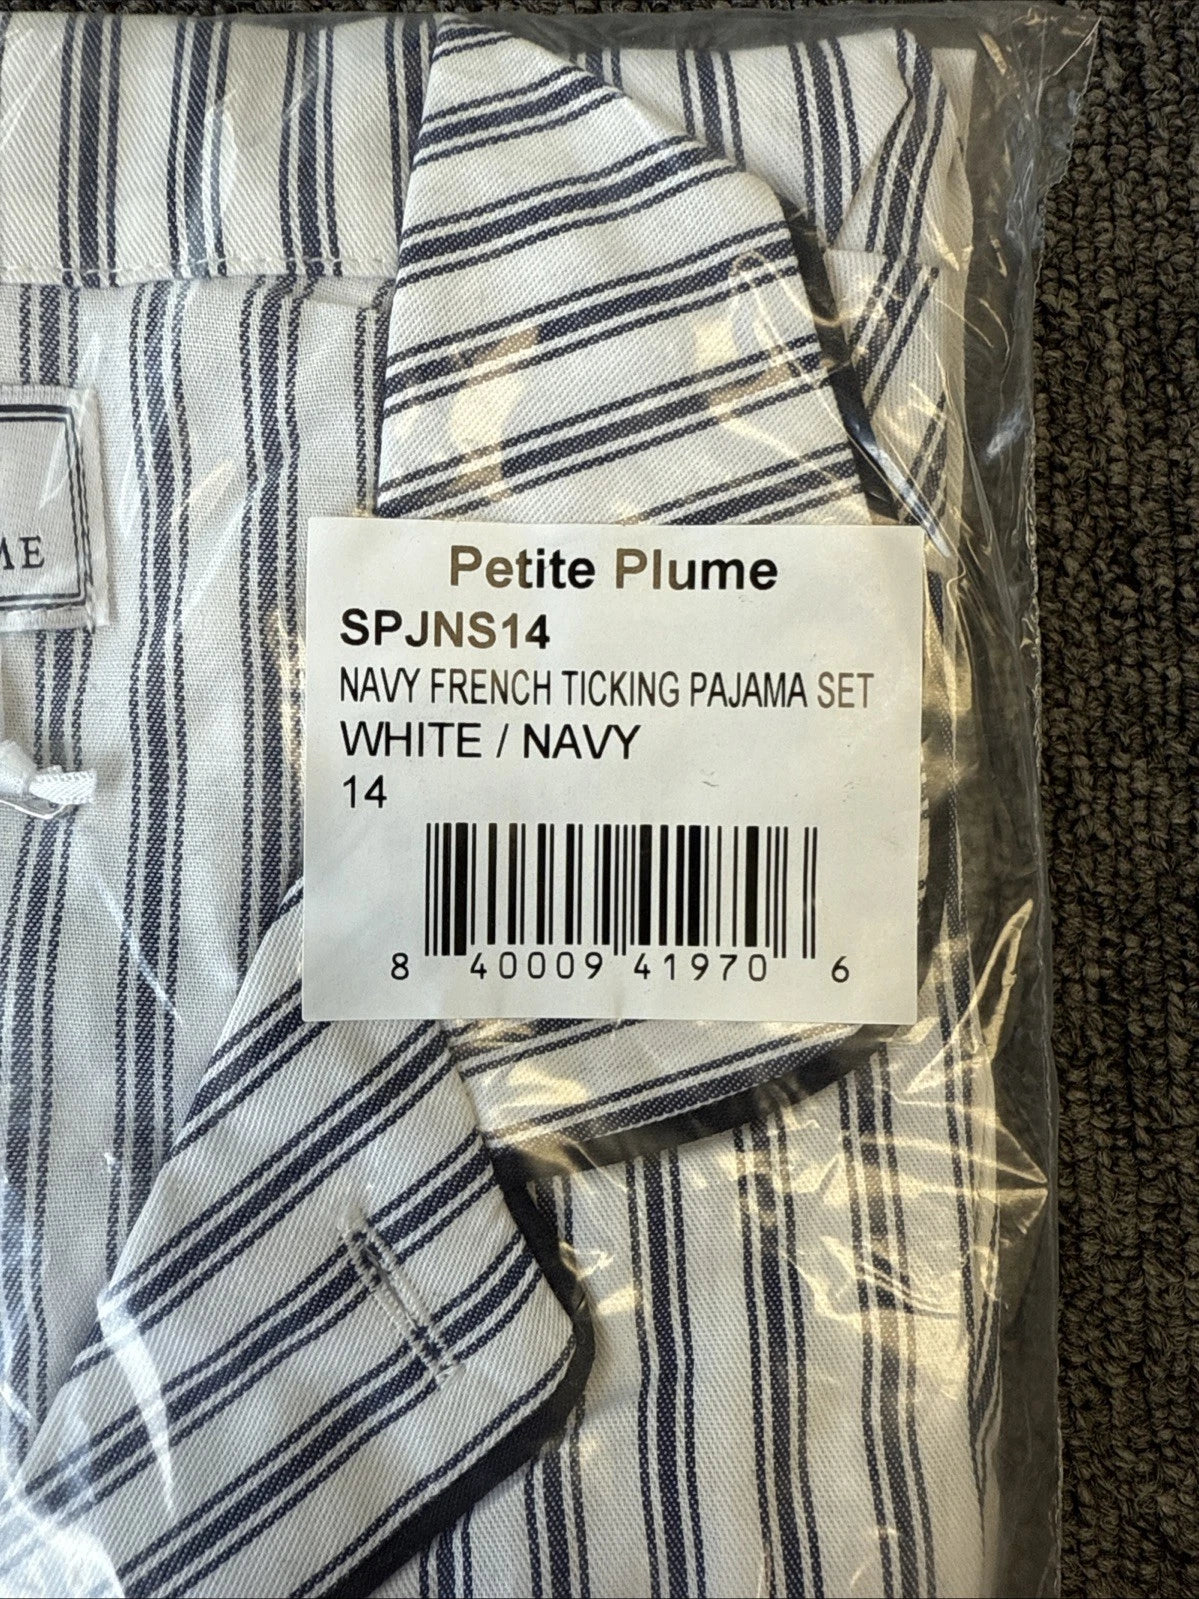 ME
Petite Plume
SPJNS14
NAVY FRENCH TICKING PAJAMA SET
WHITE / NAVY
14
8 40009 41970 6